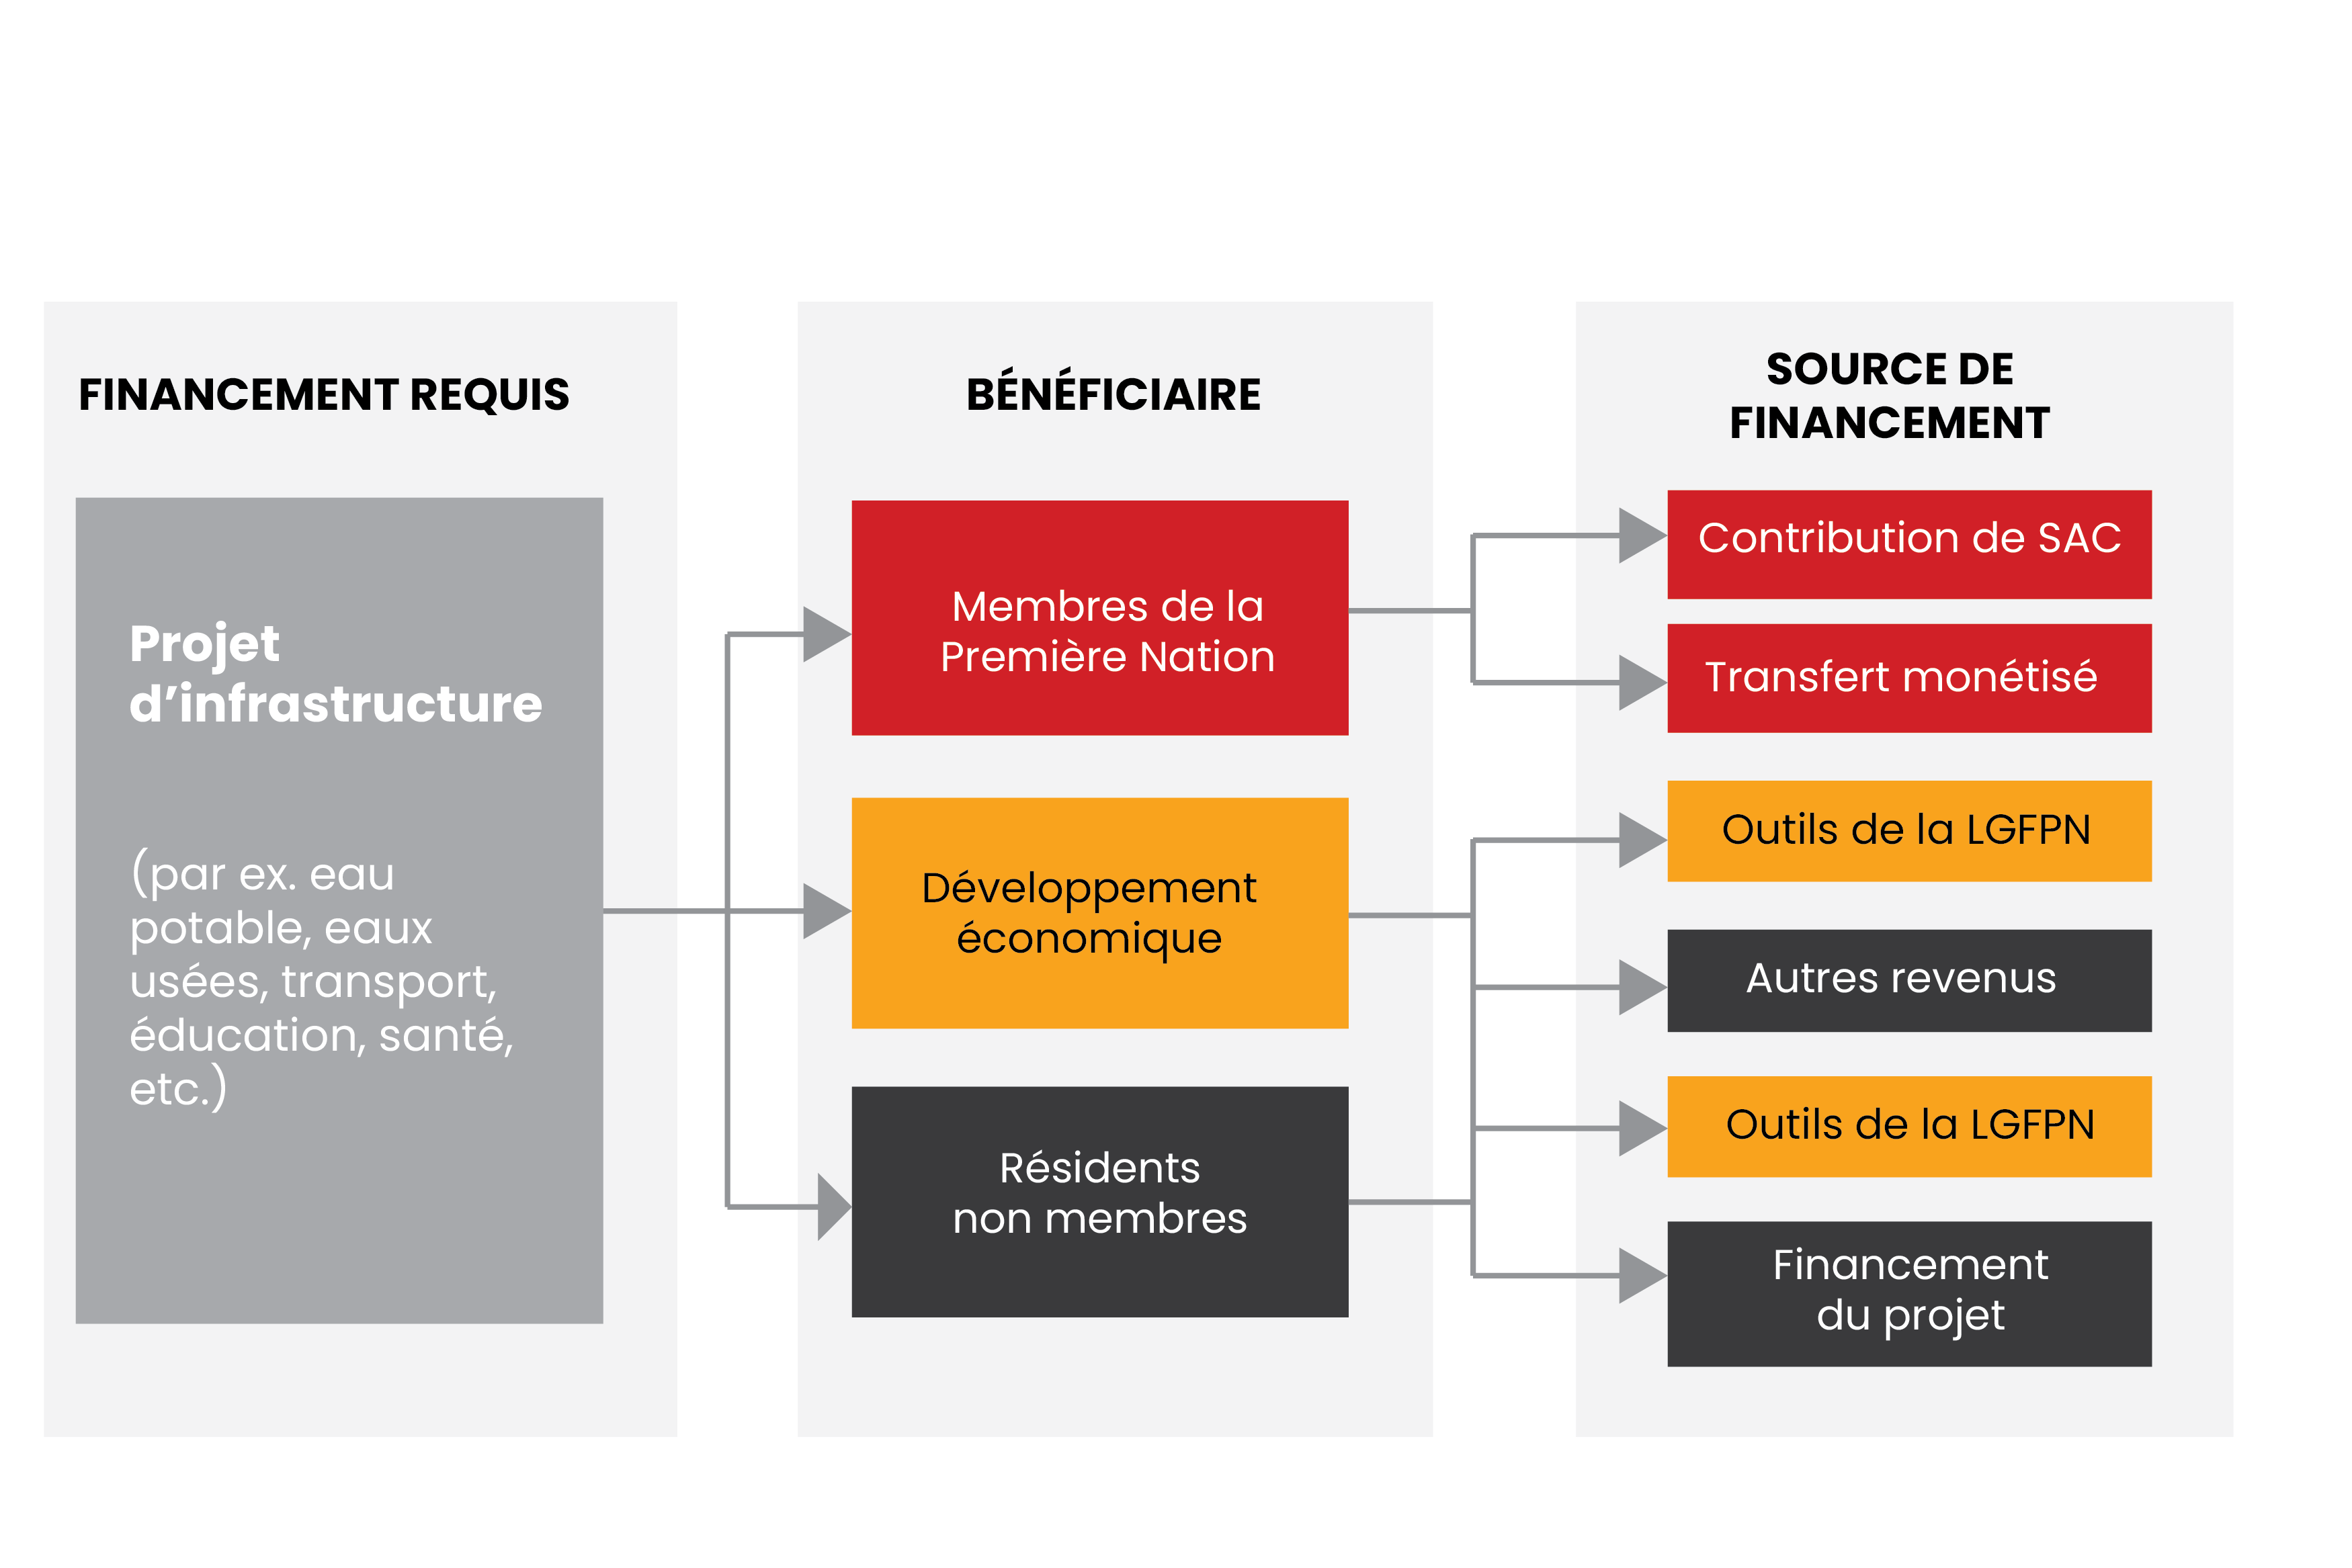 FINANCEMENT REQUIS
Projet
d’infrastructure
(par ex. eau
potable, eaux
usées, transport,
éducation, santé,
etc.)
BÉNÉFICIAIRE
Membres de la
Première Nation
Développement
économique
Résidents
non membres
SOURCE DE
FINANCEMENT
Contribution de SAC
Transfert monétisé
Outils de la LGFPN
Autres revenus
Outils de la LGFPN
Financement
du projet